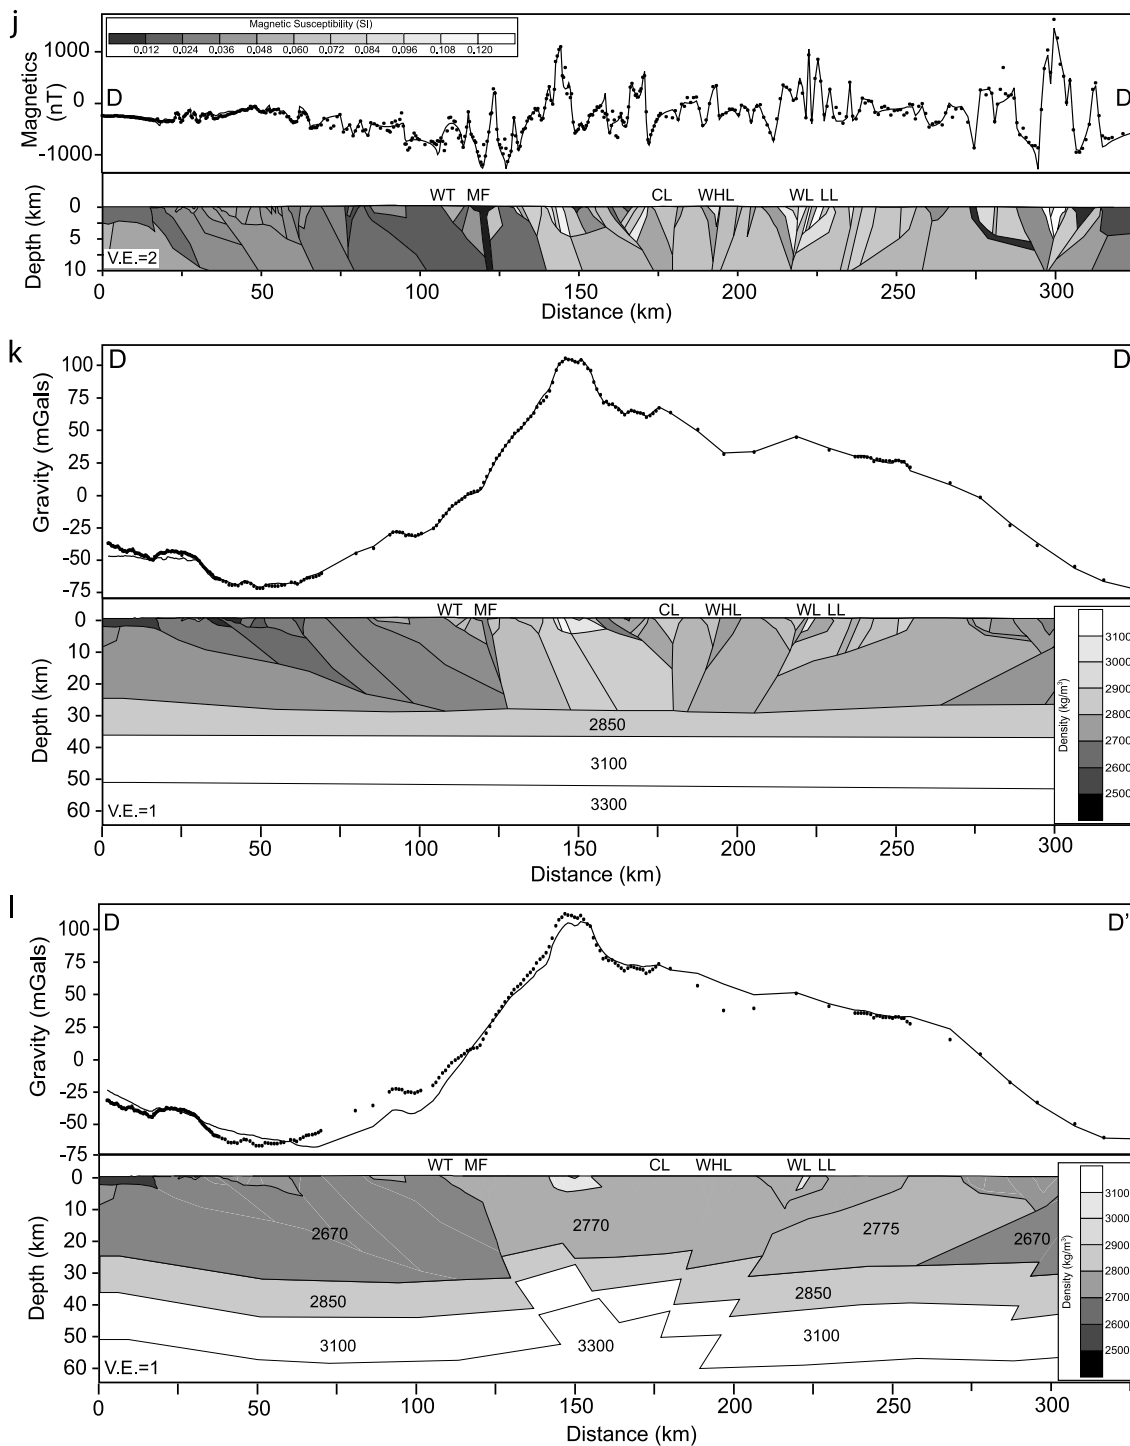 j
Magnetic Susceptibility (SI)
0.012 0.024 0.036 0.048 0.060 0.072 0.084 0.096 0.108 0.120
Magnetics
(nT)
1000
0
-1000
D D
WT MF CL WHL WL LL
Depth (km)
0
5
10
V.E.=2
0 50 100 150 200 250 300
Distance (km)
k
D D
Gravity (mGals)
100
75
50
25
0
-25
-50
-75
WT MF CL WHL WL LL
Depth (km)
0
10
20
30
40
50
60
2850
3100
3300
V.E.=1
Density (kg/m³)
3100
3000
2900
2800
2700
2600
2500
0 50 100 150 200 250 300
Distance (km)
l
D D'
Gravity (mGals)
100
75
50
25
0
-25
-50
-75
WT MF CL WHL WL LL
Depth (km)
0
10
20
30
40
50
60
2670 2770 2775 2670
2850 2850
3100 3300 3100
V.E.=1
Density (kg/m³)
3100
3000
2900
2800
2700
2600
2500
0 50 100 150 200 250 300
Distance (km)